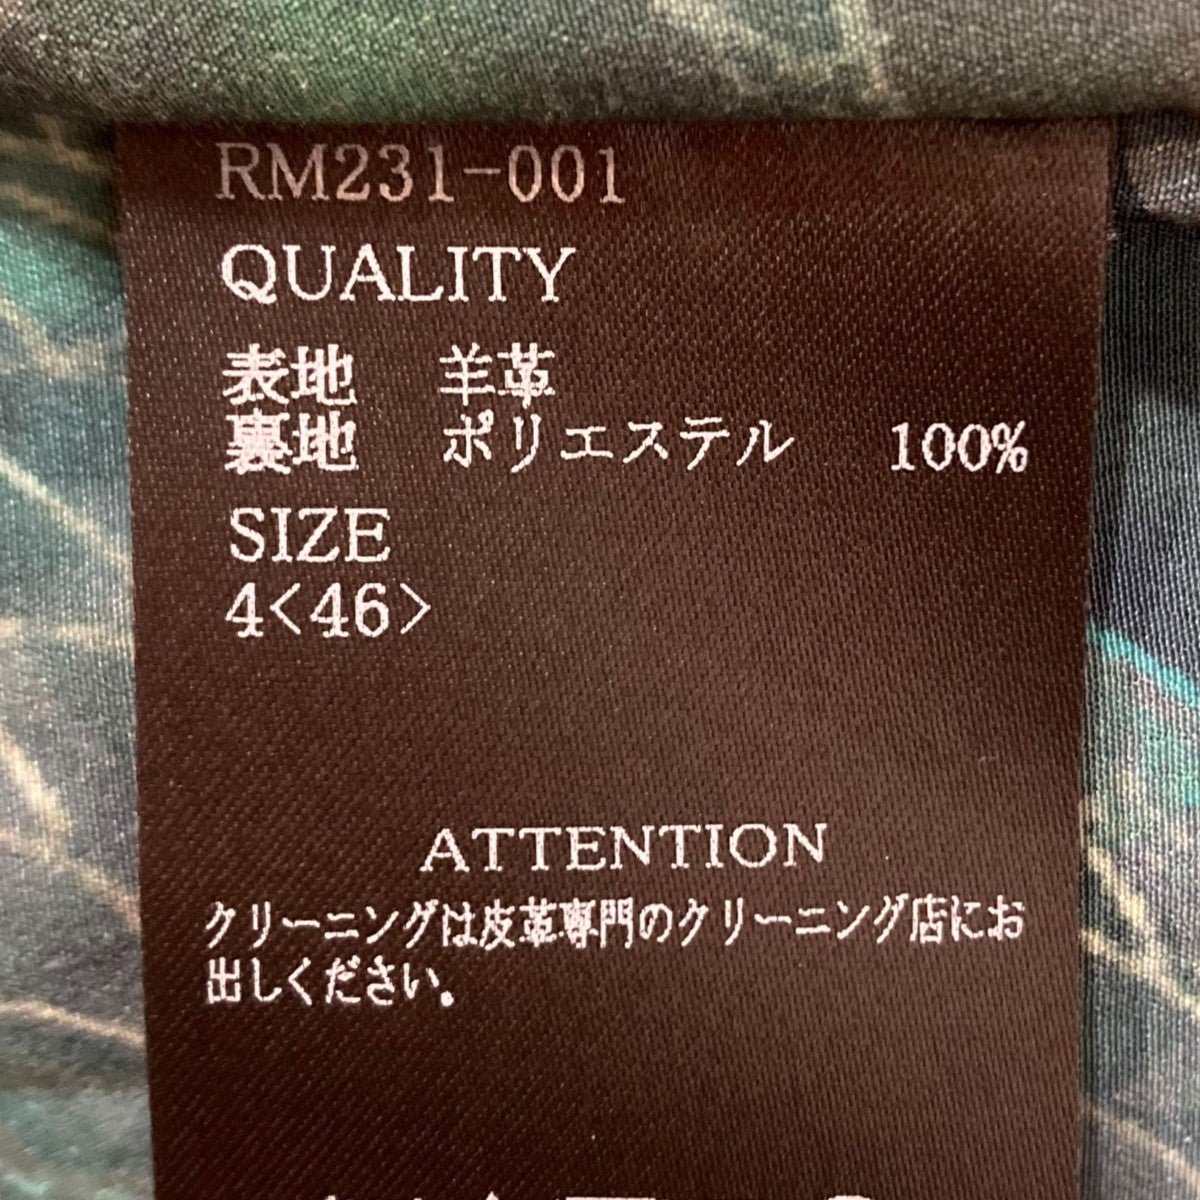 RM231-001
QUALITY
表地 羊革
裏地 ポリエステル 100%
SIZE
4<46>
ATTENTION
クリーニングは皮革専門のクリーニング店にお
出しください。